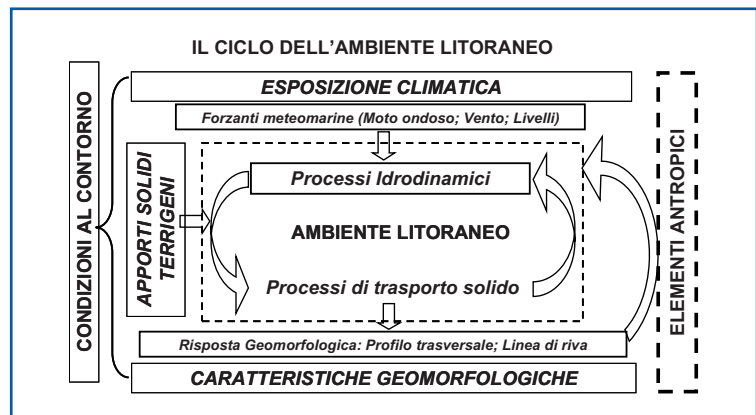 IL CICLO DELL'AMBIENTE LITORANEO
CONDIZIONI AL CONTORNO
ESPOSIZIONE CLIMATICA
Forzanti meteomarine (Moto ondoso; Vento; Livelli)
APPORTI SOLIDI
TERRIGENI
Processi Idrodinamici
AMBIENTE LITORANEO
Processi di trasporto solido
Risposta Geomorfologica: Profilo trasversale; Linea di riva
CARATTERISTICHE GEOMORFOLOGICHE
ELEMENTI ANTROPICI